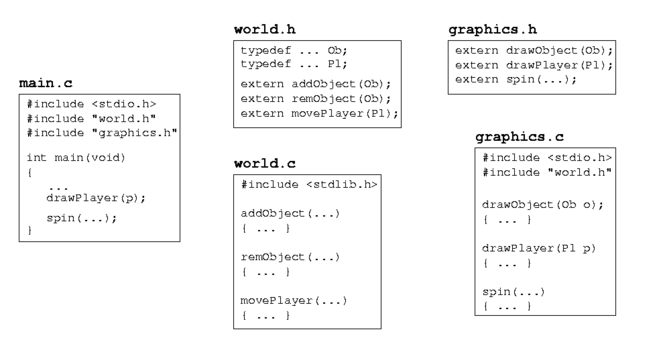 main.c
#include <stdio.h>
#include "world.h"
#include "graphics.h"
int main(void)
{
...
drawPlayer(p);
spin(...);
}
world.h
typedef ... Ob;
typedef ... Pl;
extern addObject(Ob);
extern remObject(Ob);
extern movePlayer(Pl);
world.c
#include <stdlib.h>
addObject(...)
{ ... }
remObject(...)
{ ... }
movePlayer(...)
{ ... }
graphics.h
extern drawObject(Ob);
extern drawPlayer(Pl);
extern spin(...);
graphics.c
#include <stdio.h>
#include "world.h"
drawObject(Ob o);
{ ... }
drawPlayer(Pl p)
{ ... }
spin(...)
{ ... }